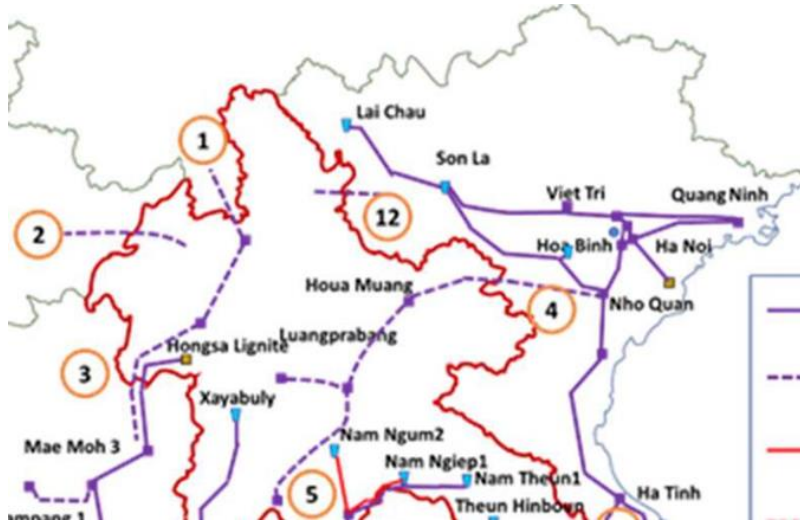 Lai Chau
1
Son La
Viet Tri
Quang Ninh
12
2
Hoa Binh
Ha Noi
Houa Muang
4
Nho Quan
Luangprabang
Hongsa Lignite
3
Xayabuly
Mae Moh 3
Nam Ngum2
Nam Ngiep1
Nam Theun1
5
Ha Tinh
Theun Hinboun